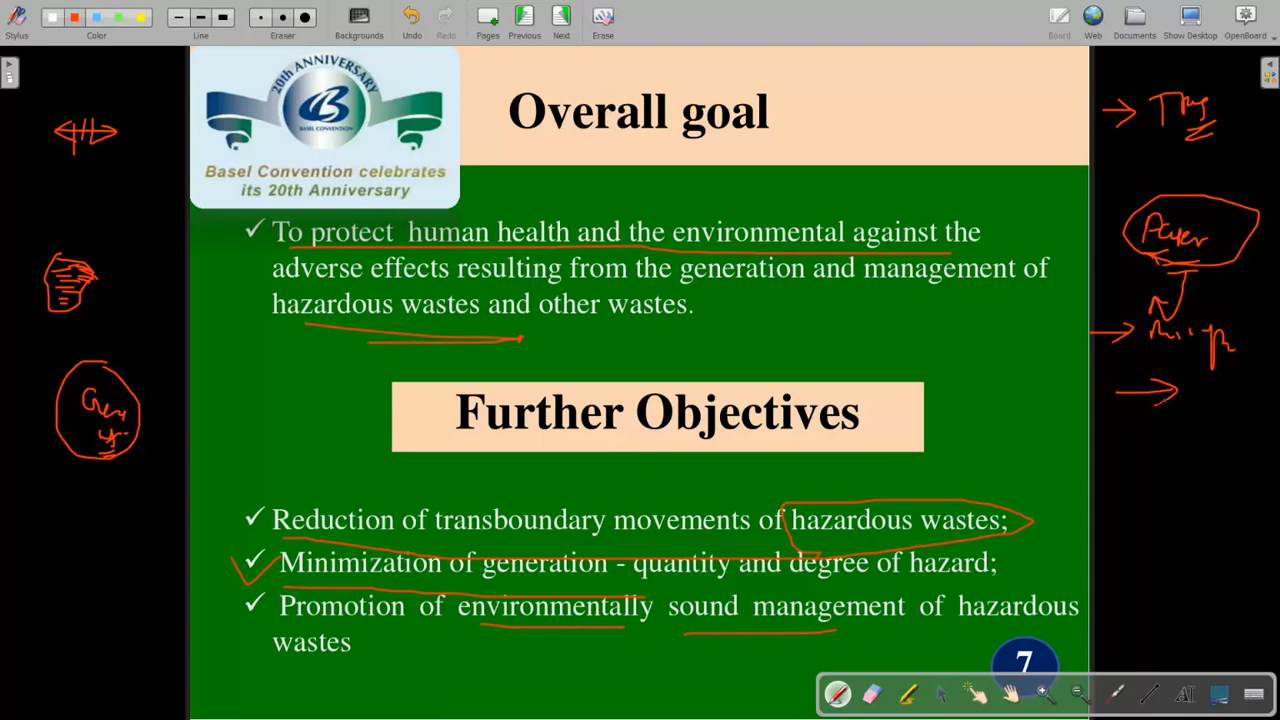 Stylus
Color
Line
Eraser
Backgrounds
Undo
Redo
Pages
Previous
Next
Erase
Board
Web
Documents
Show Desktop
OpenBoard
20th ANNIVERSARY
BASEL CONVENTION
Basel Convention celebrates
its 20th Anniversary
Overall goal
✓ To protect human health and the environmental against the
adverse effects resulting from the generation and management of
hazardous wastes and other wastes.
Further Objectives
✓ Reduction of transboundary movements of hazardous wastes;
✓ Minimization of generation - quantity and degree of hazard;
✓ Promotion of environmentally sound management of hazardous
wastes
7